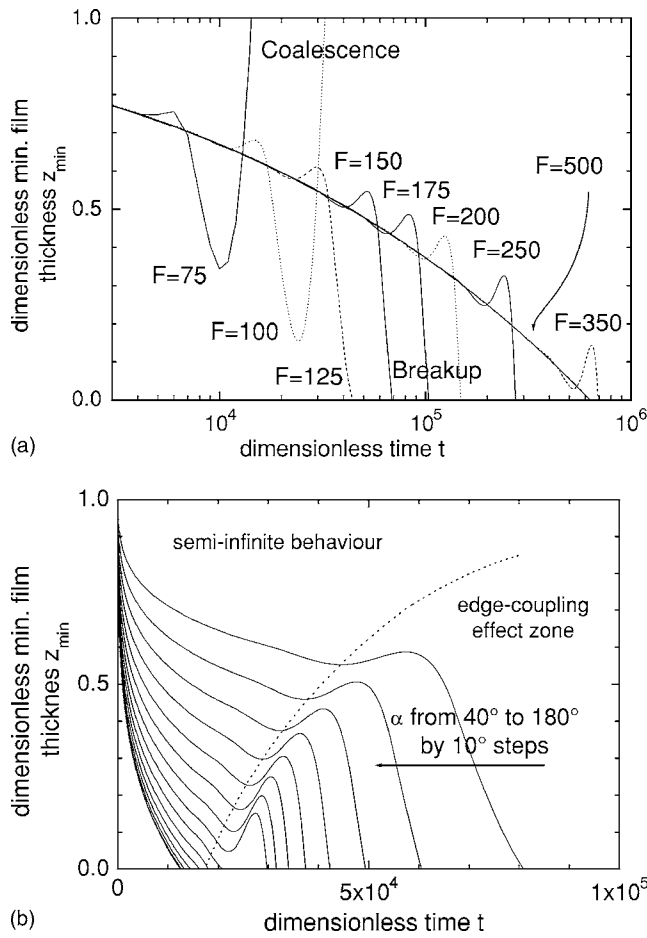 1.0
Coalescence
dimensionless min. film
thickness z_min
0.5
0.0
F=75
F=100
F=125
F=150
F=175
F=200
F=250
F=500
F=350
Breakup
10^4
10^5
10^6
dimensionless time t
(a)
1.0
semi-infinite behaviour
edge-coupling
effect zone
dimensionless min. film
thicknes z_min
0.5
α from 40° to 180°
by 10° steps
0.0
0
5x10^4
1x10^5
dimensionless time t
(b)